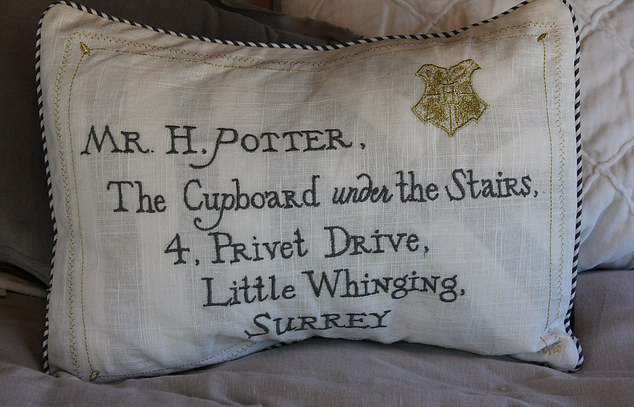 Mr. H. Potter,
The Cupboard under the Stairs,
4, Privet Drive,
Little Whinging,
Surrey